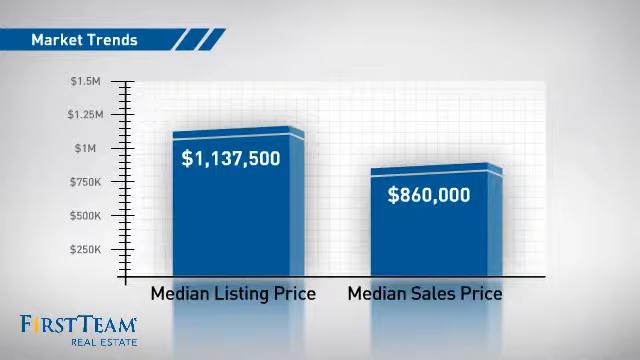 Market Trends
$1.5M
$1.25M
$1M
$750K
$500K
$250K
$1,137,500
$860,000
Median Listing Price
Median Sales Price
FIRSTTEAM®
REAL ESTATE